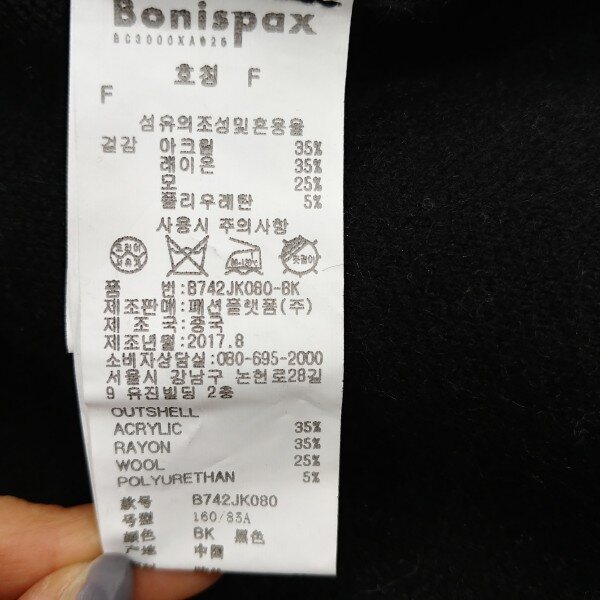 Bonispax
호칭 F
F
섬유의조성및혼용율
겉감 아크릴 35%
레이온 35%
모 25%
폴리우레탄 5%
사용시 주의사항
드라이
옷걸이
품 번:B742JK080-BK
제조판매:패션플랫폼(주)
제 조 국:중국
제조년월:2017.8
소비자상담실:080-695-2000
서울시 강남구 논현로28길
9 유진빌딩 2층
OUTSHELL
ACRYLIC 35%
RAYON 35%
WOOL 25%
POLYURETHAN 5%
款号 B742JK080
号型 160/83A
颜色 BK 黑色
产地 中国